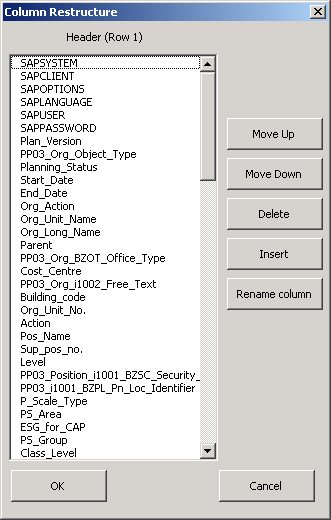 Column Restructure
Header (Row 1)
SAPSYSTEM
SAPCLIENT
SAPOPTIONS
SAPLANGUAGE
SAPUSER
SAPPASSWORD
Plan_Version
PP03_Org_Object_Type
Planning_Status
Start_Date
End_Date
Org_Action
Org_Unit_Name
Org_Long_Name
Parent
PP03_Org_BZOT_Office_Type
Cost_Centre
PP03_Org_i1002_Free_Text
Building_code
Org_Unit_No.
Action
Pos_Name
Sup_pos_no.
Level
PP03_Position_i1001_BZSC_Security_
PP03_i1001_BZPL_Pn_Loc_Identifier
P_Scale_Type
PS_Area
ESG_for_CAP
PS_Group
Class_Level
Move Up
Move Down
Delete
Insert
Rename column
OK
Cancel